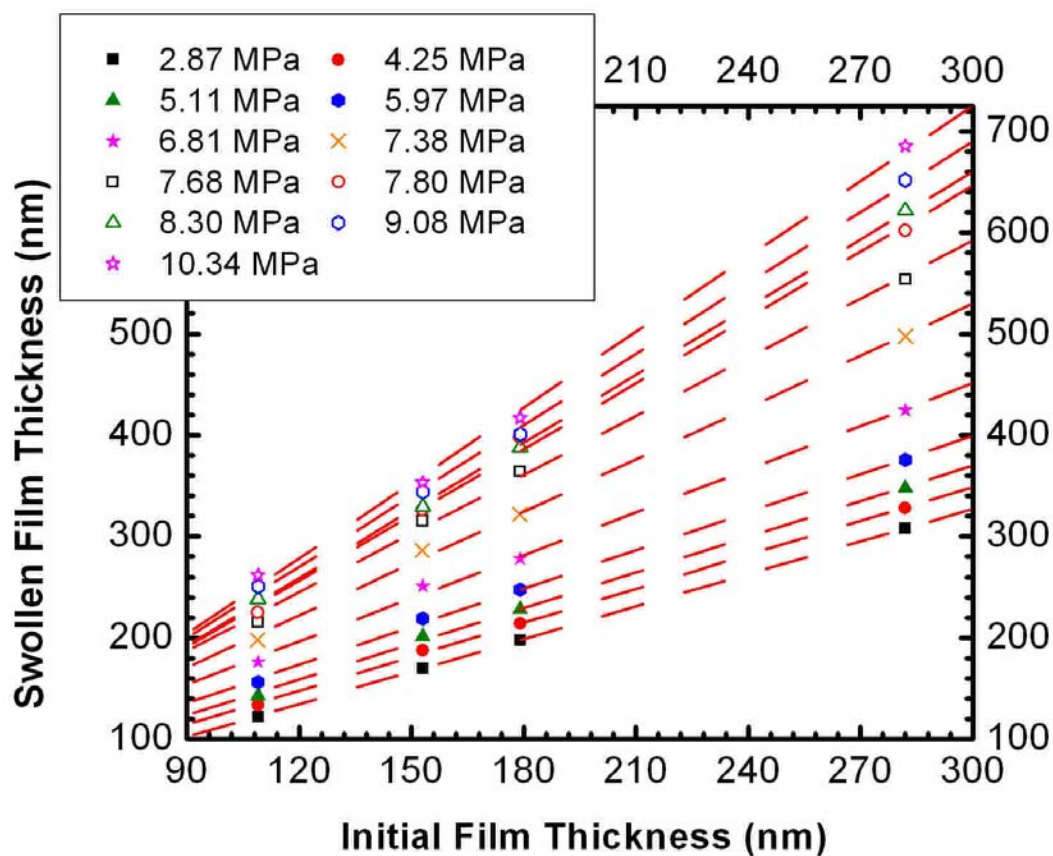 2.87 MPa 4.25 MPa
5.11 MPa 5.97 MPa
6.81 MPa 7.38 MPa
7.68 MPa 7.80 MPa
8.30 MPa 9.08 MPa
10.34 MPa
210 240 270 300
700
600
500
400
300
200
100
Swollen Film Thickness (nm)
500
400
300
200
100
90 120 150 180 210 240 270 300
Initial Film Thickness (nm)